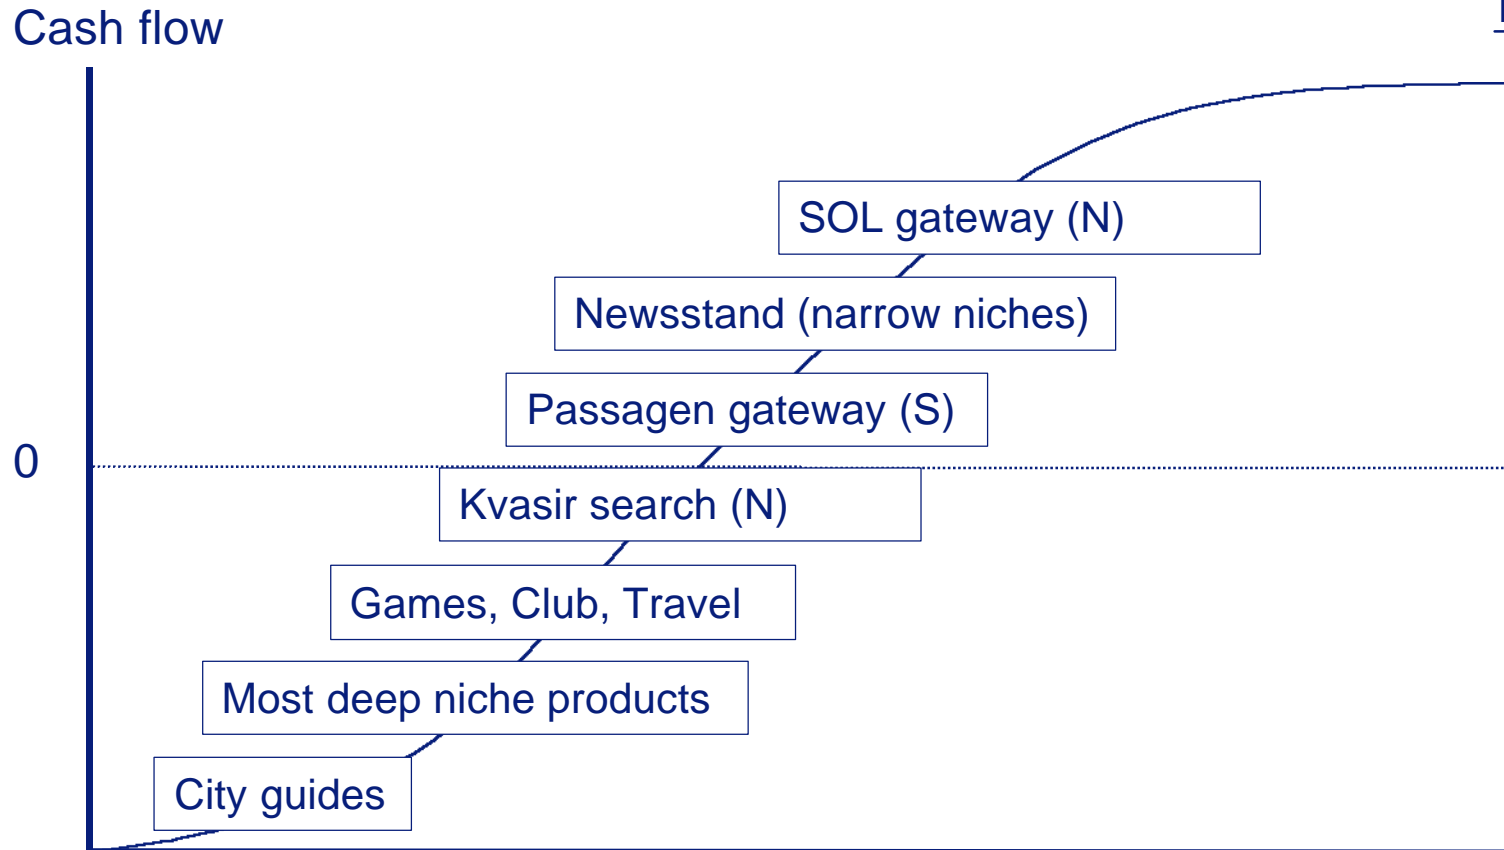 Cash flow
SOL gateway (N)
Newsstand (narrow niches)
Passagen gateway (S)
0
Kvasir search (N)
Games, Club, Travel
Most deep niche products
City guides